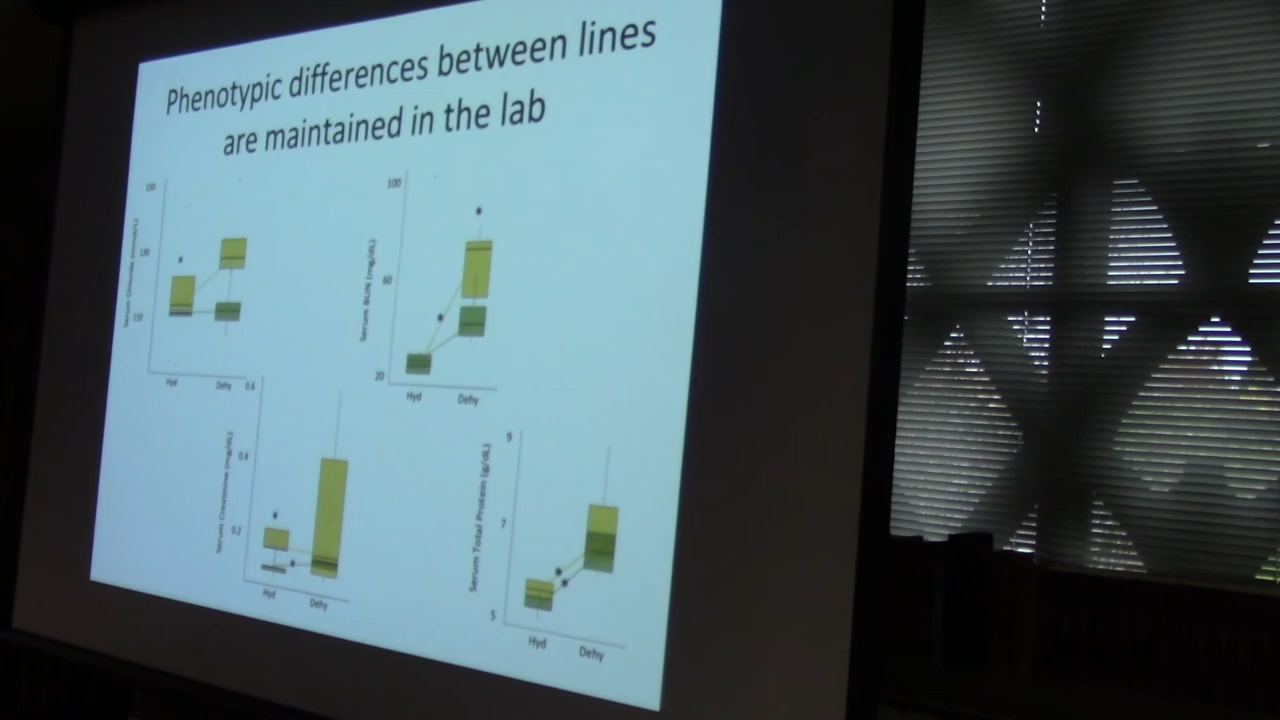 Phenotypic differences between lines
are maintained in the lab
150
130
110
Serum Chloride (mmol/L)
Hyd
Dehy
100
60
20
Serum BUN (mg/dL)
Hyd
Dehy
0.6
0.4
0.2
Serum Creatinine (mg/dL)
Hyd
Dehy
9
7
5
Serum Total Protein (g/dL)
Hyd
Dehy